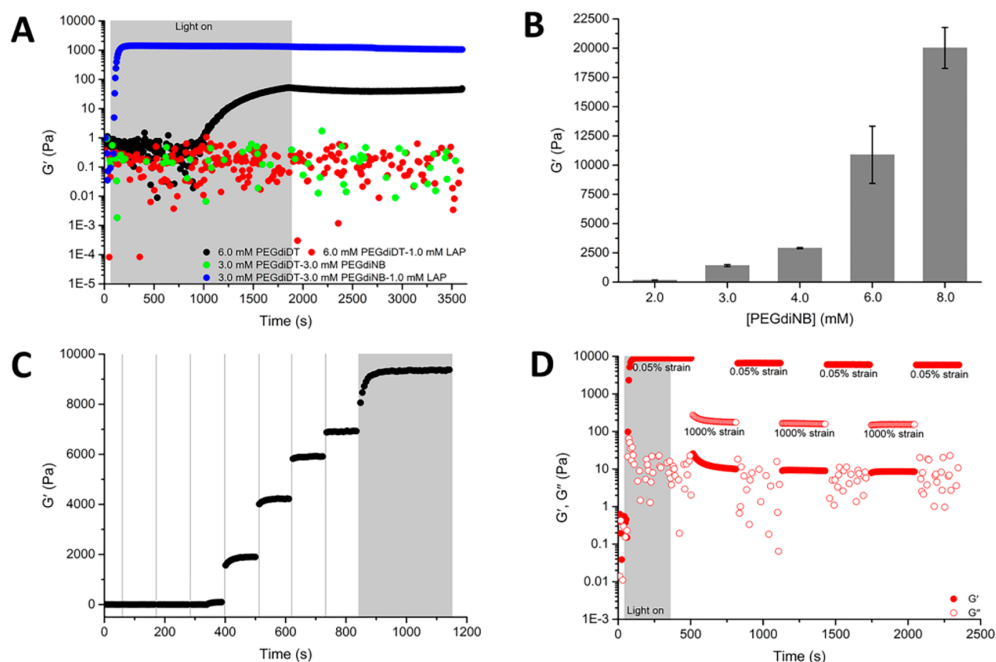 A
Light on
G′ (Pa)
10000
1000
100
10
1
0.1
0.01
1E-3
1E-4
1E-5
6.0 mM PEGdiDT 6.0 mM PEGdiDT-1.0 mM LAP
3.0 mM PEGdiDT-3.0 mM PEGdiNB
3.0 mM PEGdiDT-3.0 mM PEGdiNB-1.0 mM LAP
0 500 1000 1500 2000 2500 3000 3500
Time (s)
B
G′ (Pa)
22500
20000
17500
15000
12500
10000
7500
5000
2500
0
2.0 3.0 4.0 6.0 8.0
[PEGdiNB] (mM)
C
G′ (Pa)
10000
8000
6000
4000
2000
0
0 200 400 600 800 1000 1200
Time (s)
D
G′, G″ (Pa)
10000
1000
100
10
1
0.1
0.01
1E-3
0.05% strain
0.05% strain
0.05% strain
0.05% strain
1000% strain
1000% strain
1000% strain
Light on
G′
G″
0 500 1000 1500 2000 2500
Time (s)